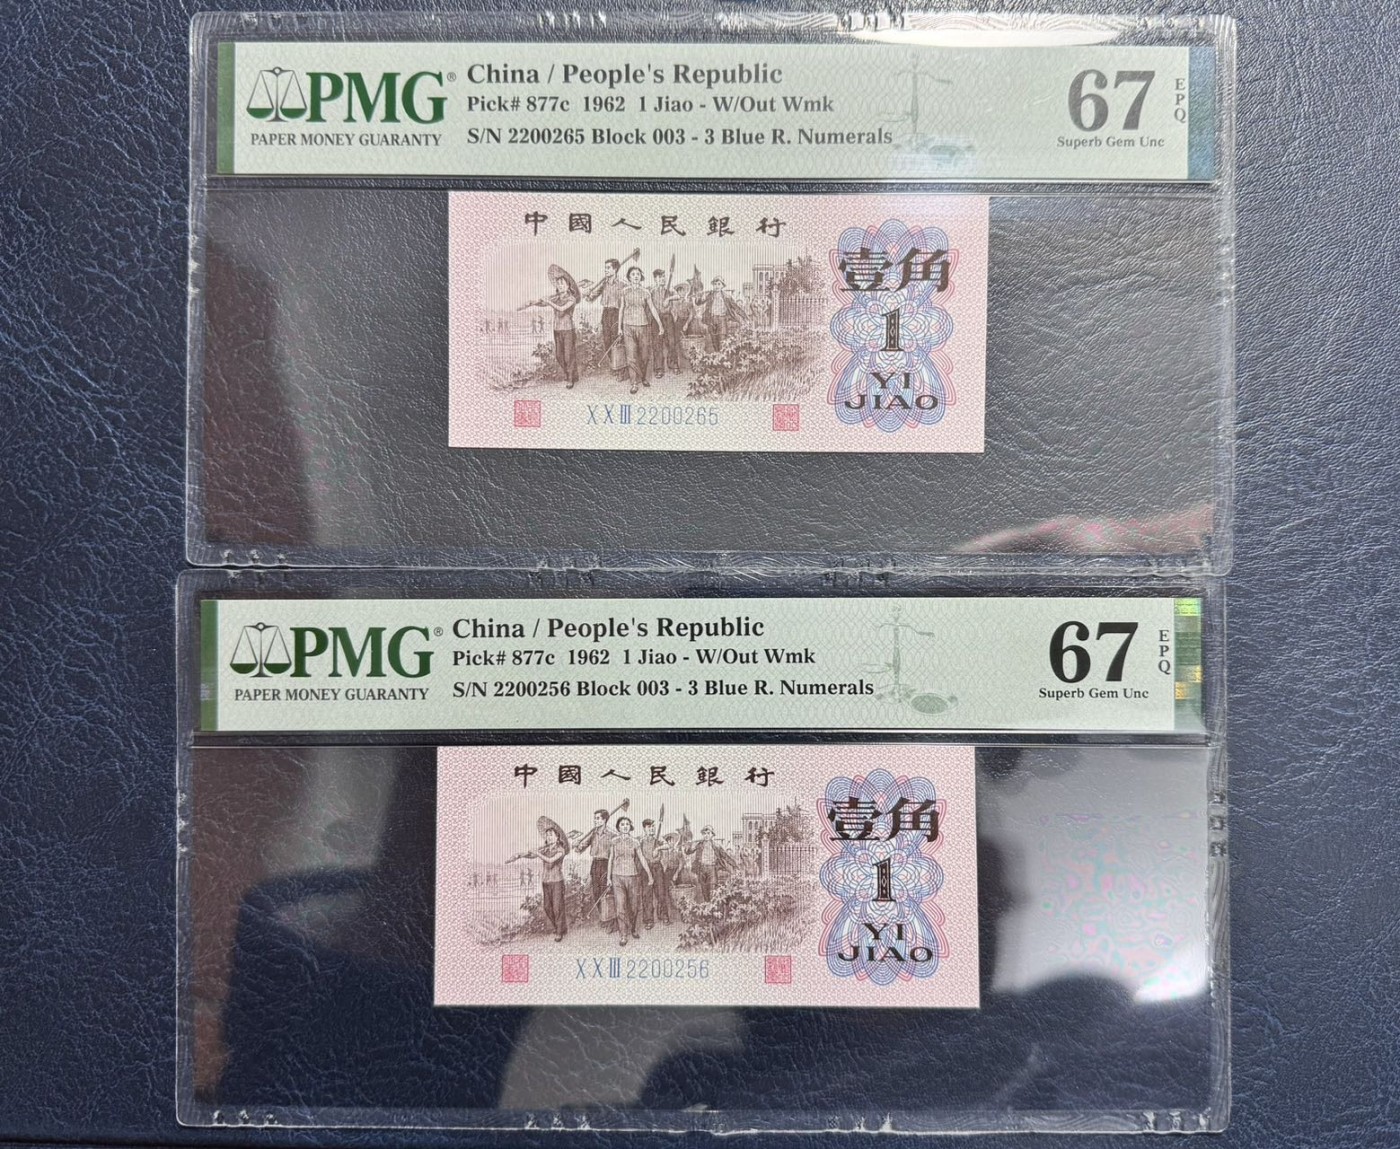 PMG®
PAPER MONEY GUARANTY
China / People's Republic
Pick# 877c 1962 1 Jiao - W/Out Wmk
S/N 2200265 Block 003 - 3 Blue R. Numerals
67
Superb Gem Unc
EPQ
中國人民銀行
壹角
1
YI
JIAO
XXIII 2200265
PMG®
PAPER MONEY GUARANTY
China / People's Republic
Pick# 877c 1962 1 Jiao - W/Out Wmk
S/N 2200256 Block 003 - 3 Blue R. Numerals
67
Superb Gem Unc
EPQ
中國人民銀行
壹角
1
YI
JIAO
XXIII 2200256